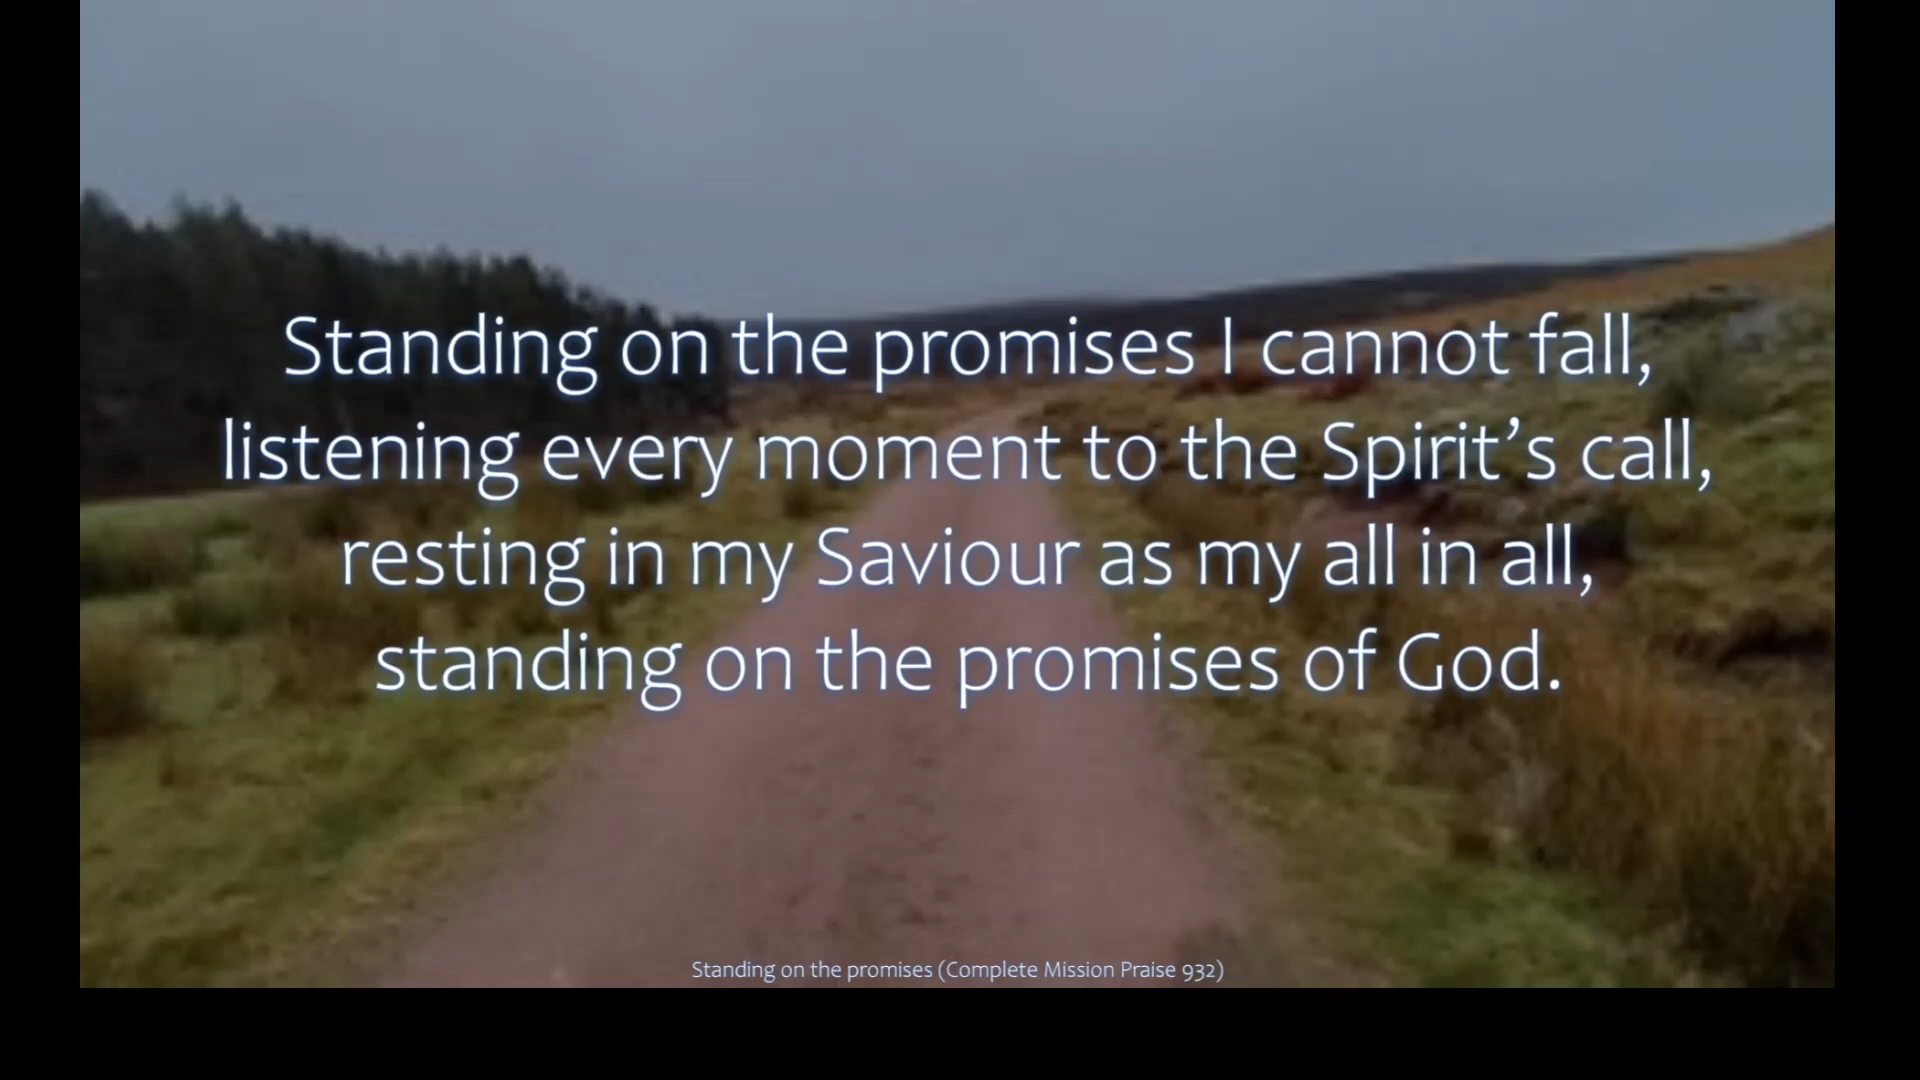 Standing on the promises I cannot fall,
listening every moment to the Spirit’s call,
resting in my Saviour as my all in all,
standing on the promises of God.
Standing on the promises (Complete Mission Praise 932)